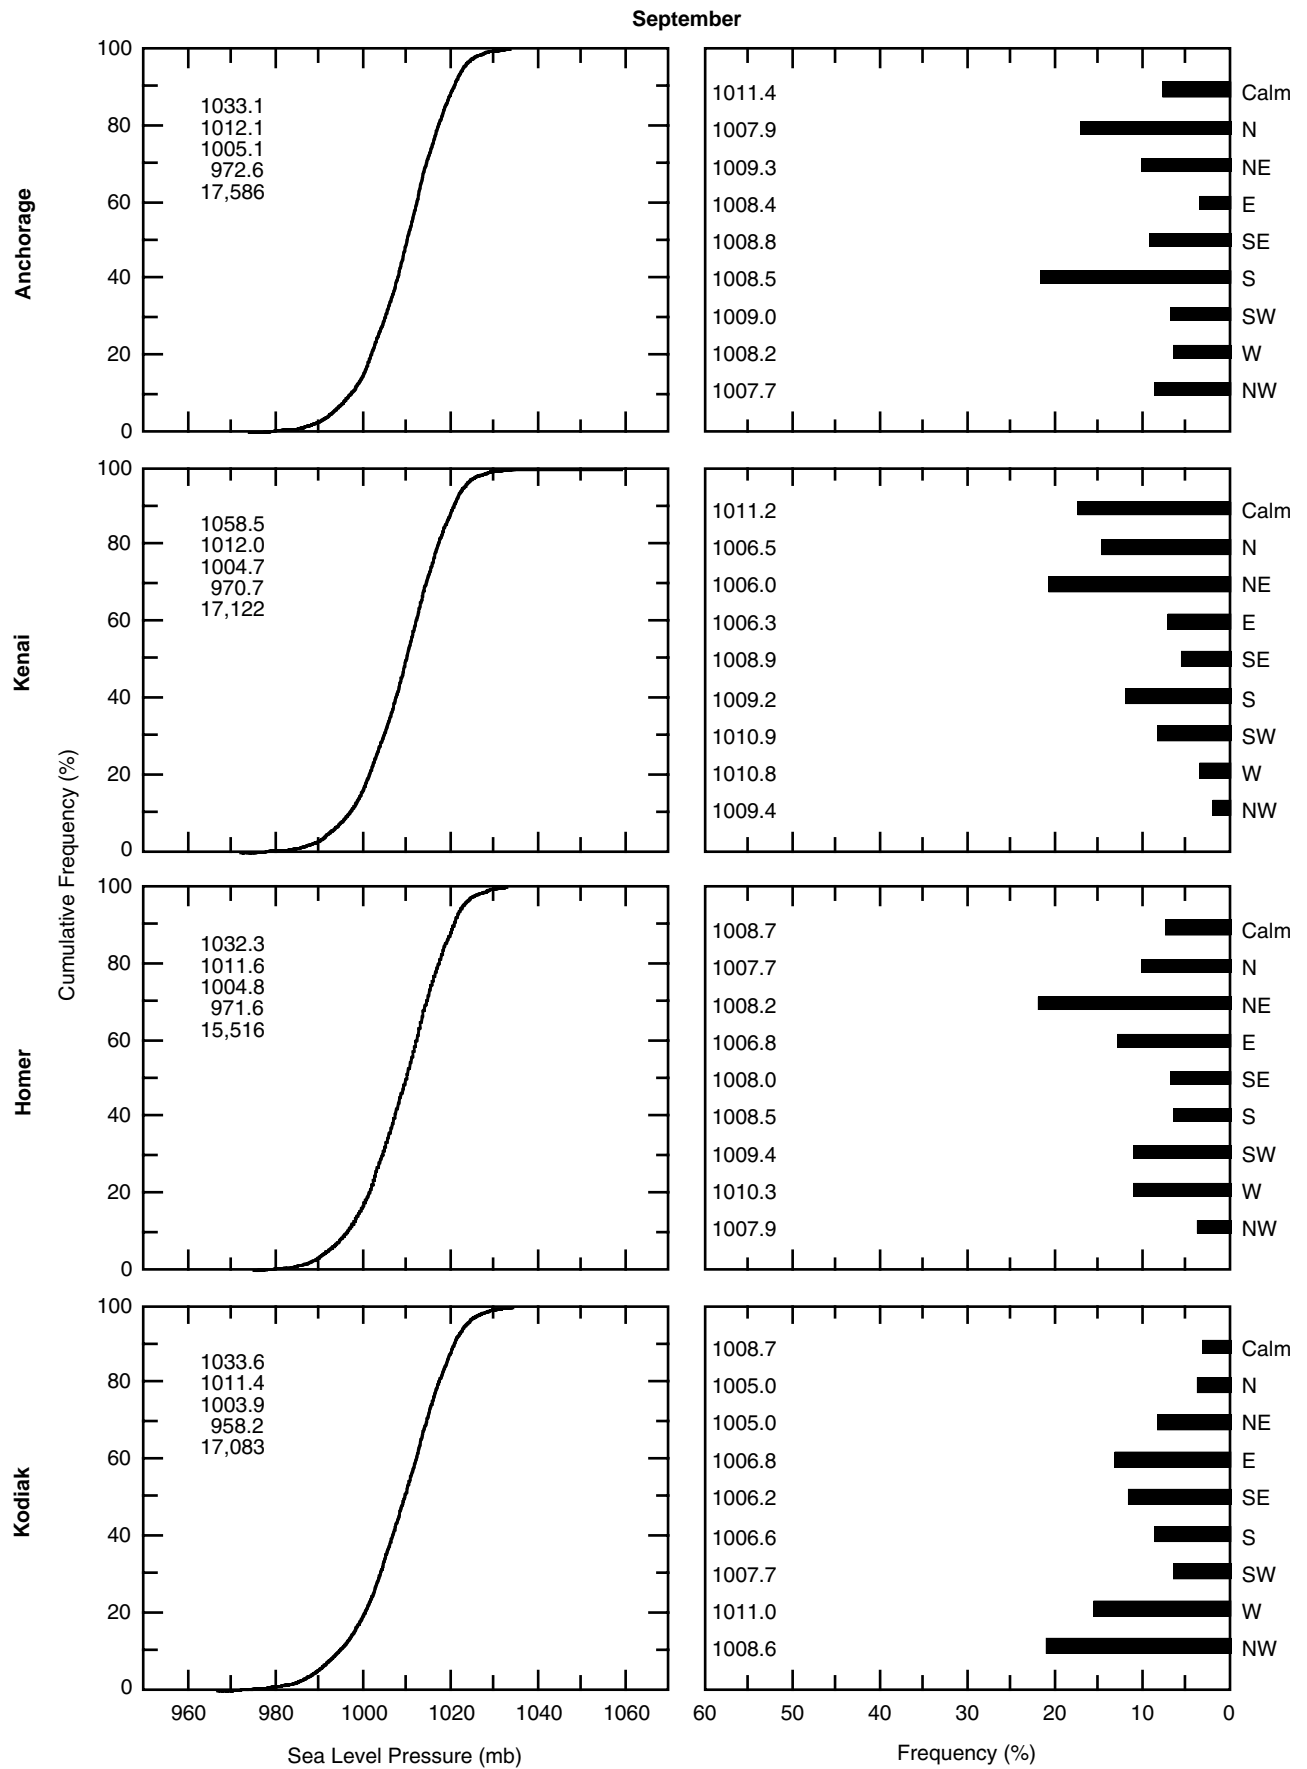 September
Anchorage
100
80
60
40
20
0
1033.1
1012.1
1005.1
972.6
17,586
1011.4 Calm
1007.9 N
1009.3 NE
1008.4 E
1008.8 SE
1008.5 S
1009.0 SW
1008.2 W
1007.7 NW
Kenai
100
80
60
40
20
0
1058.5
1012.0
1004.7
970.7
17,122
1011.2 Calm
1006.5 N
1006.0 NE
1006.3 E
1008.9 SE
1009.2 S
1010.9 SW
1010.8 W
1009.4 NW
Cumulative Frequency (%)
Homer
100
80
60
40
20
0
1032.3
1011.6
1004.8
971.6
15,516
1008.7 Calm
1007.7 N
1008.2 NE
1006.8 E
1008.0 SE
1008.5 S
1009.4 SW
1010.3 W
1007.9 NW
Kodiak
100
80
60
40
20
0
1033.6
1011.4
1003.9
958.2
17,083
1008.7 Calm
1005.0 N
1005.0 NE
1006.8 E
1006.2 SE
1006.6 S
1007.7 SW
1011.0 W
1008.6 NW
960 980 1000 1020 1040 1060
Sea Level Pressure (mb)
60 50 40 30 20 10 0
Frequency (%)